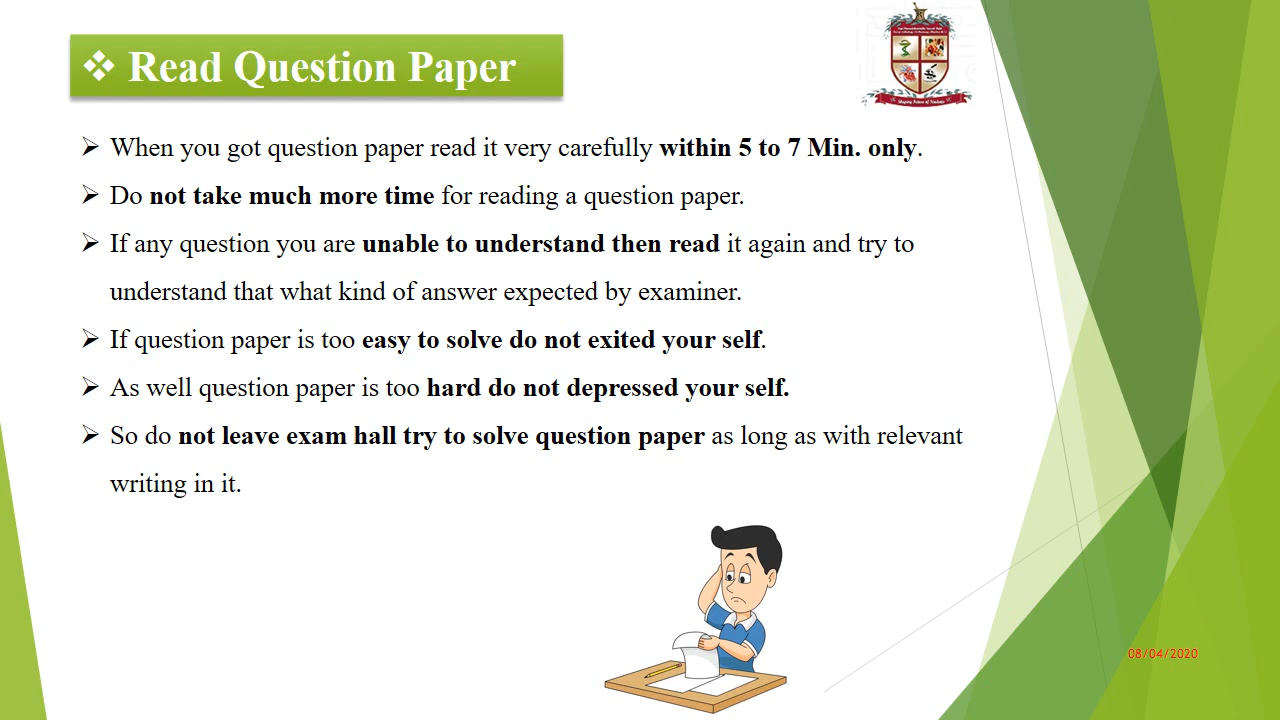 ❖ Read Question Paper
➢ When you got question paper read it very carefully within 5 to 7 Min. only.
➢ Do not take much more time for reading a question paper.
➢ If any question you are unable to understand then read it again and try to
understand that what kind of answer expected by examiner.
➢ If question paper is too easy to solve do not exited your self.
➢ As well question paper is too hard do not depressed your self.
➢ So do not leave exam hall try to solve question paper as long as with relevant
writing in it.
08/04/2020